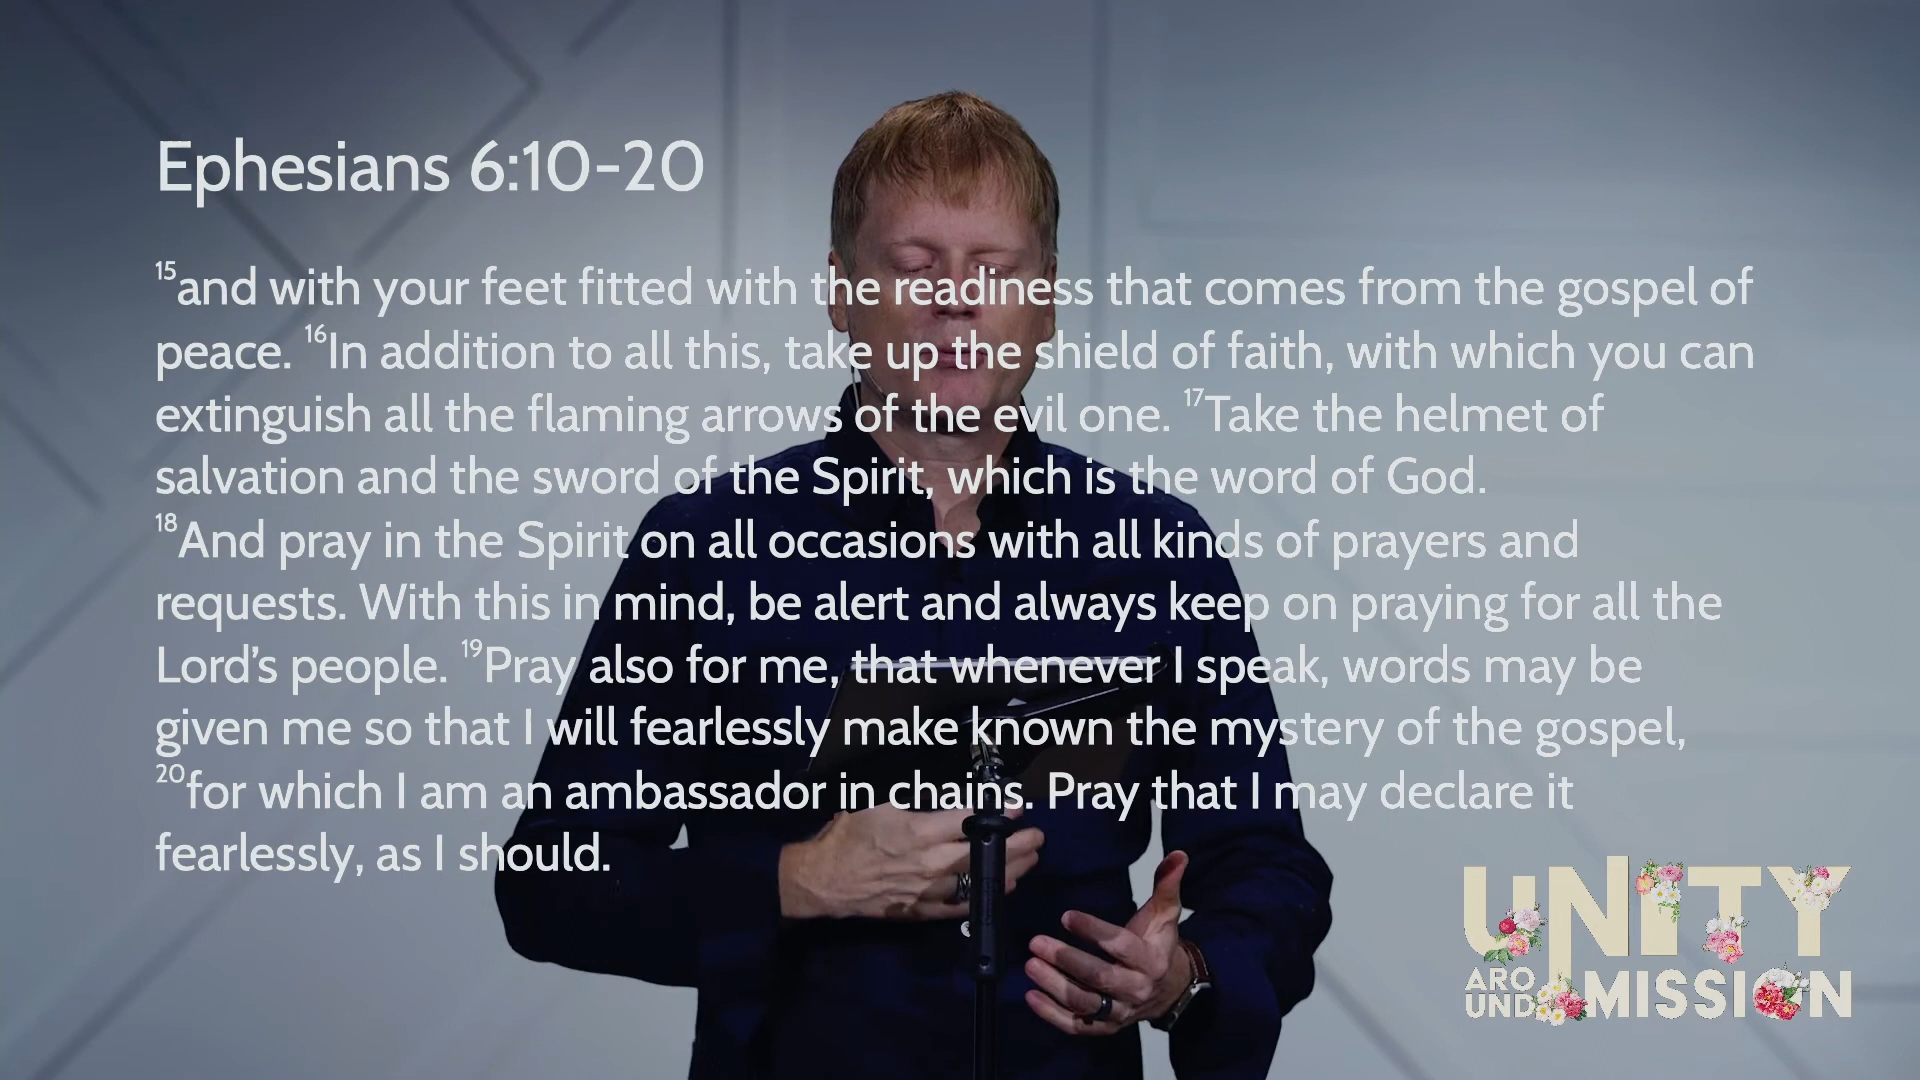 Ephesians 6:10-20
15and with your feet fitted with the readiness that comes from the gospel of
peace. 16In addition to all this, take up the shield of faith, with which you can
extinguish all the flaming arrows of the evil one. 17Take the helmet of
salvation and the sword of the Spirit, which is the word of God.
18And pray in the Spirit on all occasions with all kinds of prayers and
requests. With this in mind, be alert and always keep on praying for all the
Lord’s people. 19Pray also for me, that whenever I speak, words may be
given me so that I will fearlessly make known the mystery of the gospel,
20for which I am an ambassador in chains. Pray that I may declare it
fearlessly, as I should.
UNITY
ARO
UND MISSION